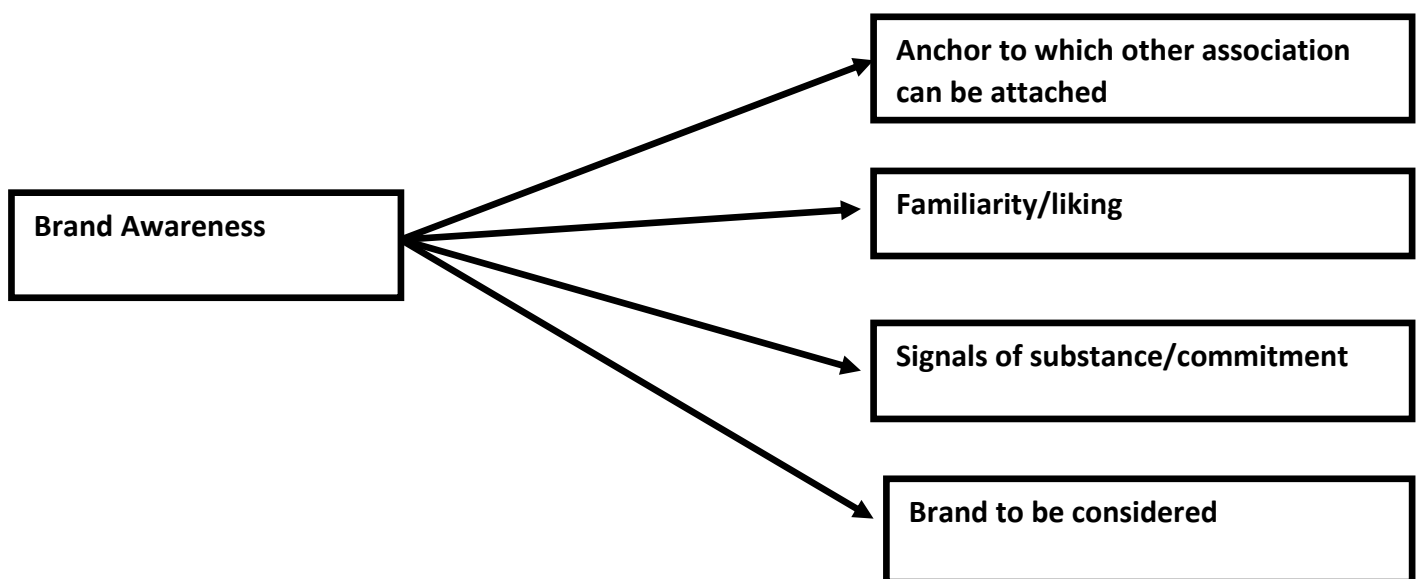 Brand Awareness
Anchor to which other association
can be attached
Familiarity/liking
Signals of substance/commitment
Brand to be considered